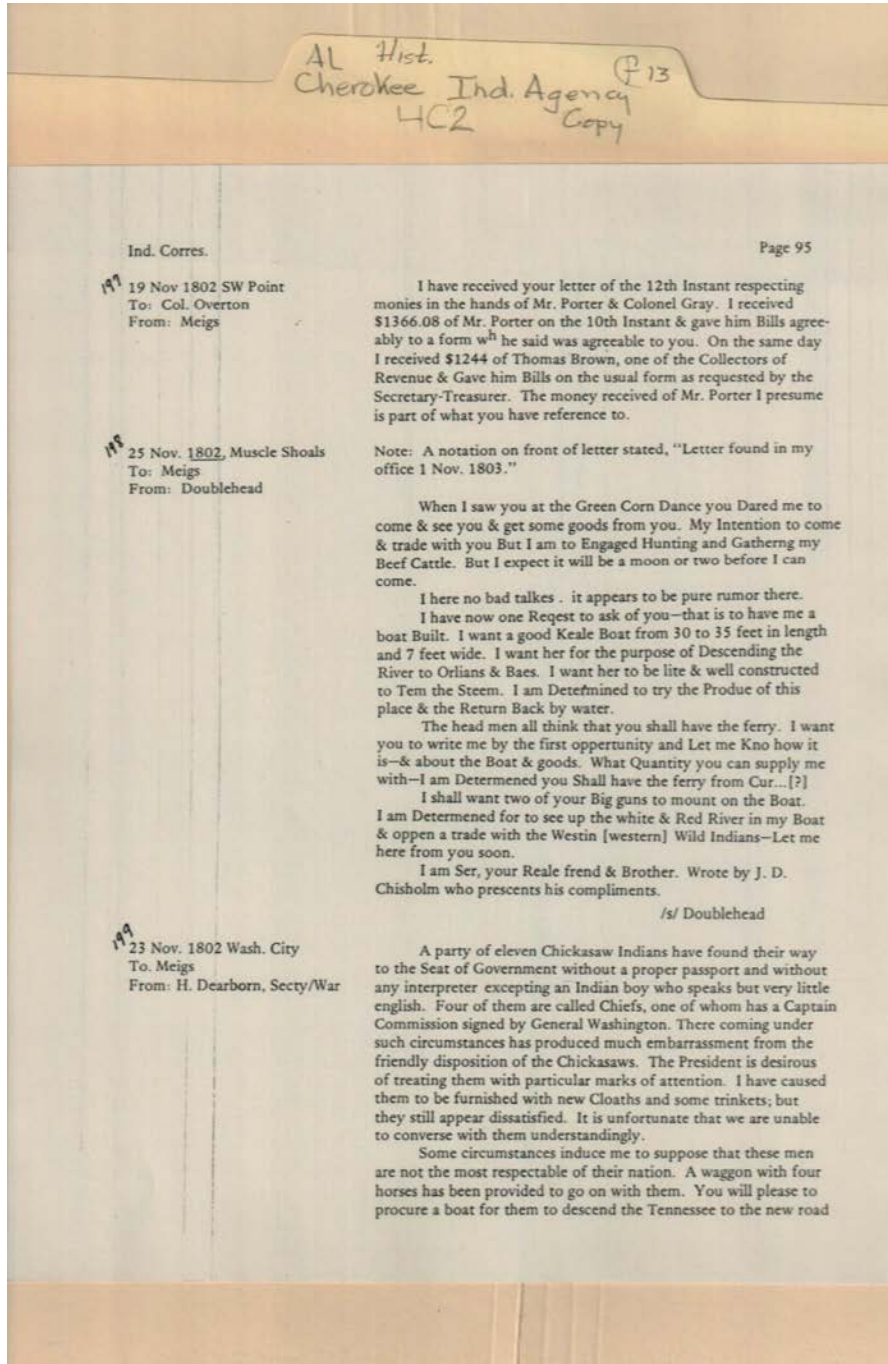 AL Hist.
Cherokee Ind. Agency F 13
4C2 Copy
Ind. Corres.
Page 95
197 19 Nov 1802 SW Point
To: Col. Overton
From: Meigs
I have received your letter of the 12th Instant respecting
monies in the hands of Mr. Porter & Colonel Gray. I received
$1366.08 of Mr. Porter on the 10th Instant & gave him Bills agree-
ably to a form wh he said was agreeable to you. On the same day
I received $1244 of Thomas Brown, one of the Collectors of
Revenue & Gave him Bills on the usual form as requested by the
Secretary-Treasurer. The money received of Mr. Porter I presume
is part of what you have reference to.
198 25 Nov. 1802, Muscle Shoals
To: Meigs
From: Doublehead
Note: A notation on front of letter stated, "Letter found in my
office 1 Nov. 1803."
When I saw you at the Green Corn Dance you Dared me to
come & see you & get some goods from you. My Intention to come
& trade with you But I am to Engaged Hunting and Gatherng my
Beef Cattle. But I expect it will be a moon or two before I can
come.
I here no bad talkes . it appears to be pure rumor there.
I have now one Reqest to ask of you—that is to have me a
boat Built. I want a good Keale Boat from 30 to 35 feet in length
and 7 feet wide. I want her for the purpose of Descending the
River to Orlians & Baes. I want her to be lite & well constructed
to Tem the Steem. I am Determined to try the Produe of this
place & the Return Back by water.
The head men all think that you shall have the ferry. I want
you to write me by the first oppertunity and Let me Kno how it
is—& about the Boat & goods. What Quantity you can supply me
with—I am Determened you Shall have the ferry from Cur...[?]
I shall want two of your Big guns to mount on the Boat.
I am Determened for to see up the white & Red River in my Boat
& oppen a trade with the Westin [western] Wild Indians—Let me
here from you soon.
I am Ser, your Reale frend & Brother. Wrote by J. D.
Chisholm who prescents his compliments.
/s/ Doublehead
199 23 Nov. 1802 Wash. City
To. Meigs
From: H. Dearborn, Secty/War
A party of eleven Chickasaw Indians have found their way
to the Seat of Government without a proper passport and without
any interpreter excepting an Indian boy who speaks but very little
english. Four of them are called Chiefs, one of whom has a Captain
Commission signed by General Washington. There coming under
such circumstances has produced much embarrassment from the
friendly disposition of the Chickasaws. The President is desirous
of treating them with particular marks of attention. I have caused
them to be furnished with new Cloaths and some trinkets; but
they still appear dissatisfied. It is unfortunate that we are unable
to converse with them understandingly.
Some circumstances induce me to suppose that these men
are not the most respectable of their nation. A waggon with four
horses has been provided to go on with them. You will please to
procure a boat for them to descend the Tennessee to the new road